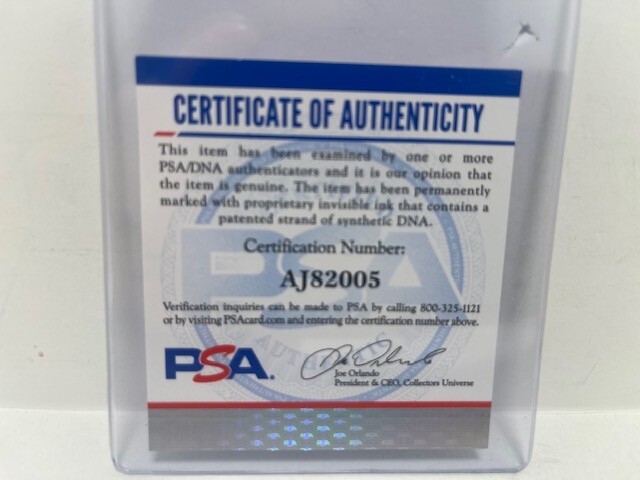 CERTIFICATE OF AUTHENTICITY
This item has been examined by one or more
PSA/DNA authenticators and it is our opinion that
the item is genuine. The item has been permanently
marked with proprietary invisible ink that contains a
patented strand of synthetic DNA.
Certification Number:
AJ82005
Verification inquiries can be made to PSA by calling 800-325-1121
or by visiting PSAcard.com and entering the certification number above.
PSA
PSA.
Joe Orlando
President & CEO, Collectors Universe